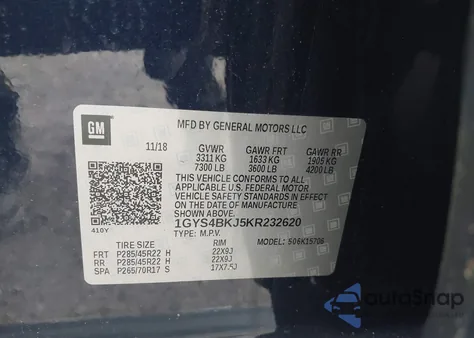 GM
MFD BY GENERAL MOTORS LLC
11/18
GVWR GAWR FRT GAWR RR
3311 KG 1633 KG 1905 KG
7300 LB 3600 LB 4200 LB
THIS VEHICLE CONFORMS TO ALL
APPLICABLE U.S. FEDERAL MOTOR
VEHICLE SAFETY STANDARDS IN EFFECT ON
THE DATE OF MANUFACTURE SHOWN ABOVE.
1GYS4BKJ5KR232620
410Y
TYPE: M.P.V. MODEL: 506K15706
TIRE SIZE RIM
FRT P285/45R22 H 22X9J
RR P285/45R22 H 22X9J
SPA P265/70R17 S 17X7.5J
AutoSnap